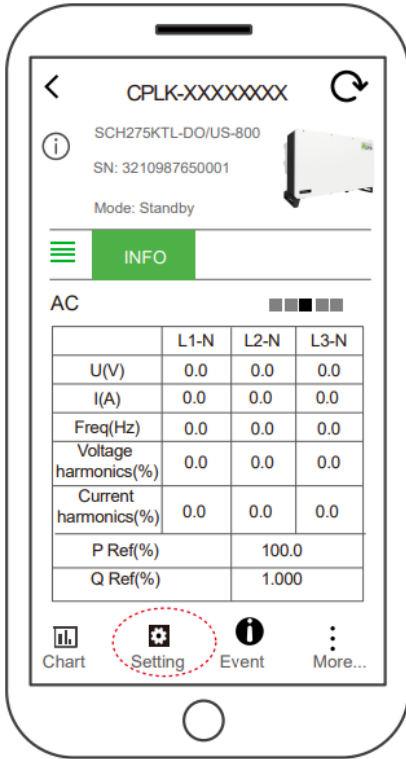 CPLK-XXXXXXXX
SCH275KTL-DO/US-800
SN: 3210987650001
Mode: Standby
INFO
AC
L1-N L2-N L3-N
U(V) 0.0 0.0 0.0
I(A) 0.0 0.0 0.0
Freq(Hz) 0.0 0.0 0.0
Voltage
harmonics(%) 0.0 0.0 0.0
Current
harmonics(%) 0.0 0.0 0.0
P Ref(%) 100.0
Q Ref(%) 1.000
Chart Setting Event More...